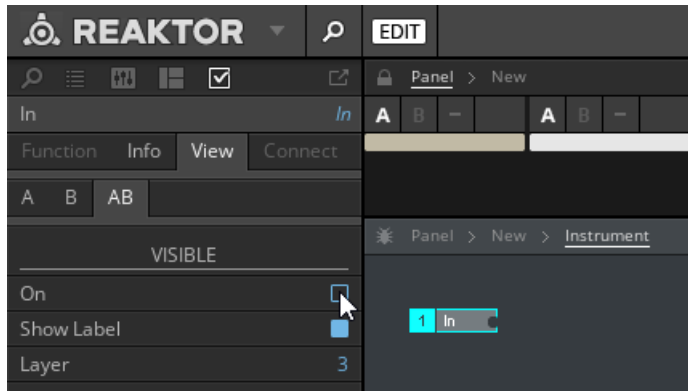 REAKTOR
EDIT
Panel > New
In In
A B – A B –
Function Info View Connect
A B AB
Panel > New > Instrument
VISIBLE
On
1 In
Show Label
Layer 3